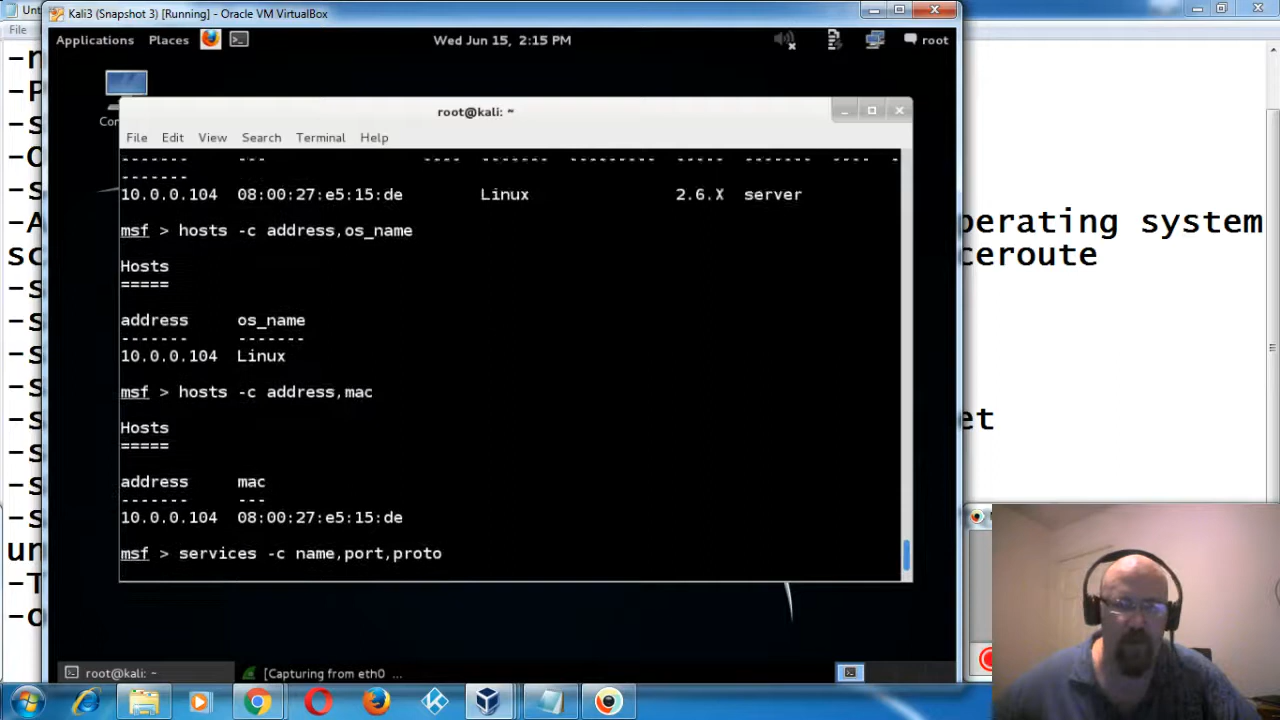 Kali3 (Snapshot 3) [Running] - Oracle VM VirtualBox
File
Applications Places Wed Jun 15, 2:15 PM root
root@kali: ~
File Edit View Search Terminal Help
------- --- ---- ------- --------- ----- ------- ---- -
-------
10.0.0.104 08:00:27:e5:15:de Linux 2.6.X server
msf > hosts -c address,os_name
Hosts
=====
address os_name
------- -------
10.0.0.104 Linux
msf > hosts -c address,mac
Hosts
=====
address mac
------- ---
10.0.0.104 08:00:27:e5:15:de
msf > services -c name,port,proto
perating system
ceroute
et
root@kali: ~ [Capturing from eth0 ...